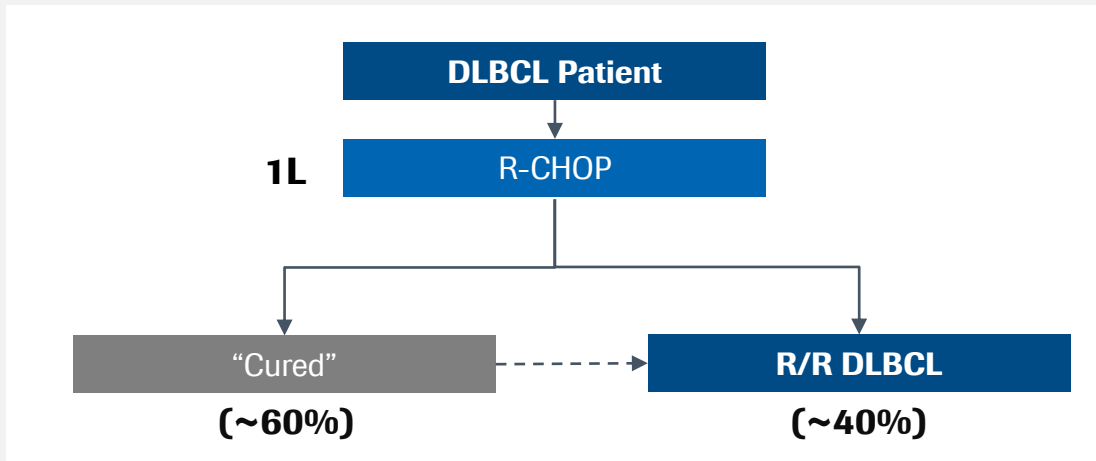 DLBCL Patient
1L
R-CHOP
“Cured”
R/R DLBCL
(~60%)
(~40%)